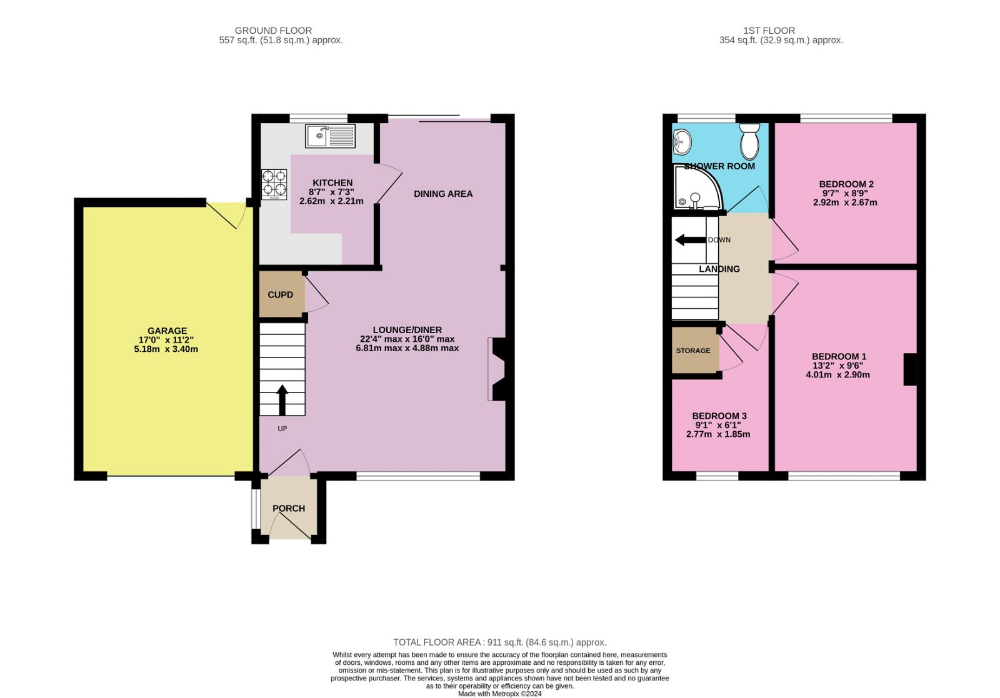 GROUND FLOOR
557 sq.ft. (51.8 sq.m.) approx.
1ST FLOOR
354 sq.ft. (32.9 sq.m.) approx.
KITCHEN
8'7" x 7'3"
2.62m x 2.21m
DINING AREA
CUPD
GARAGE
17'0" x 11'2"
5.18m x 3.40m
LOUNGE/DINER
22'4" max x 16'0" max
6.81m max x 4.88m max
UP
PORCH
SHOWER ROOM
BEDROOM 2
9'7" x 8'9"
2.92m x 2.67m
DOWN
LANDING
STORAGE
BEDROOM 1
13'2" x 9'6"
4.01m x 2.90m
BEDROOM 3
9'1" x 6'1"
2.77m x 1.85m
TOTAL FLOOR AREA : 911 sq.ft. (84.6 sq.m.) approx.
Whilst every attempt has been made to ensure the accuracy of the floorplan contained here, measurements
of doors, windows, rooms and any other items are approximate and no responsibility is taken for any error,
omission or mis-statement. This plan is for illustrative purposes only and should be used as such by any
prospective purchaser. The services, systems and appliances shown have not been tested and no guarantee
as to their operability or efficiency can be given.
Made with Metropix ©2024